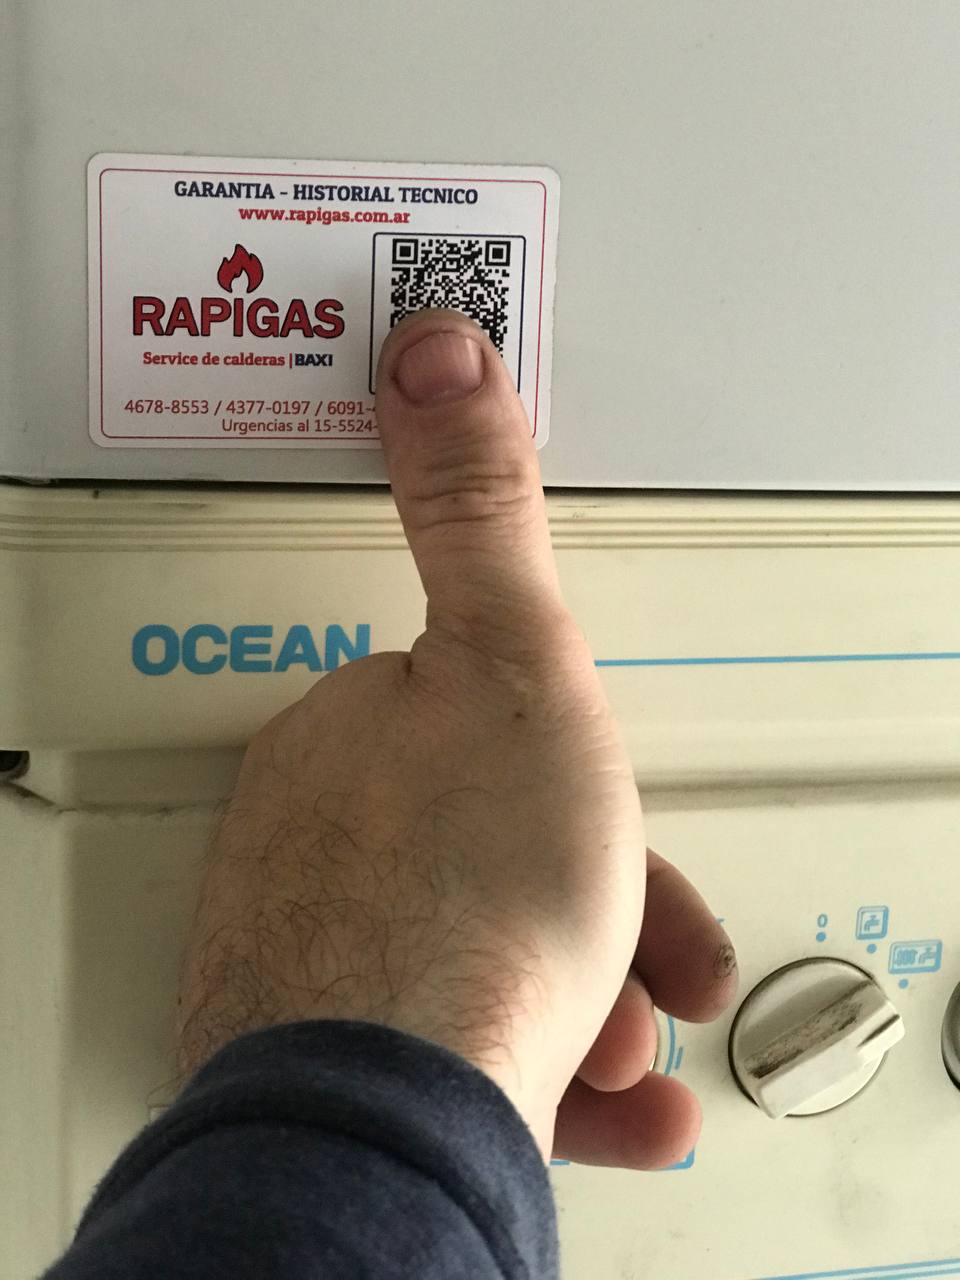 GARANTIA - HISTORIAL TECNICO
www.rapigas.com.ar
RAPIGAS
Service de calderas | BAXI
4678-8553 / 4377-0197 / 6091-
Urgencias al 15-5524-
OCEAN
0